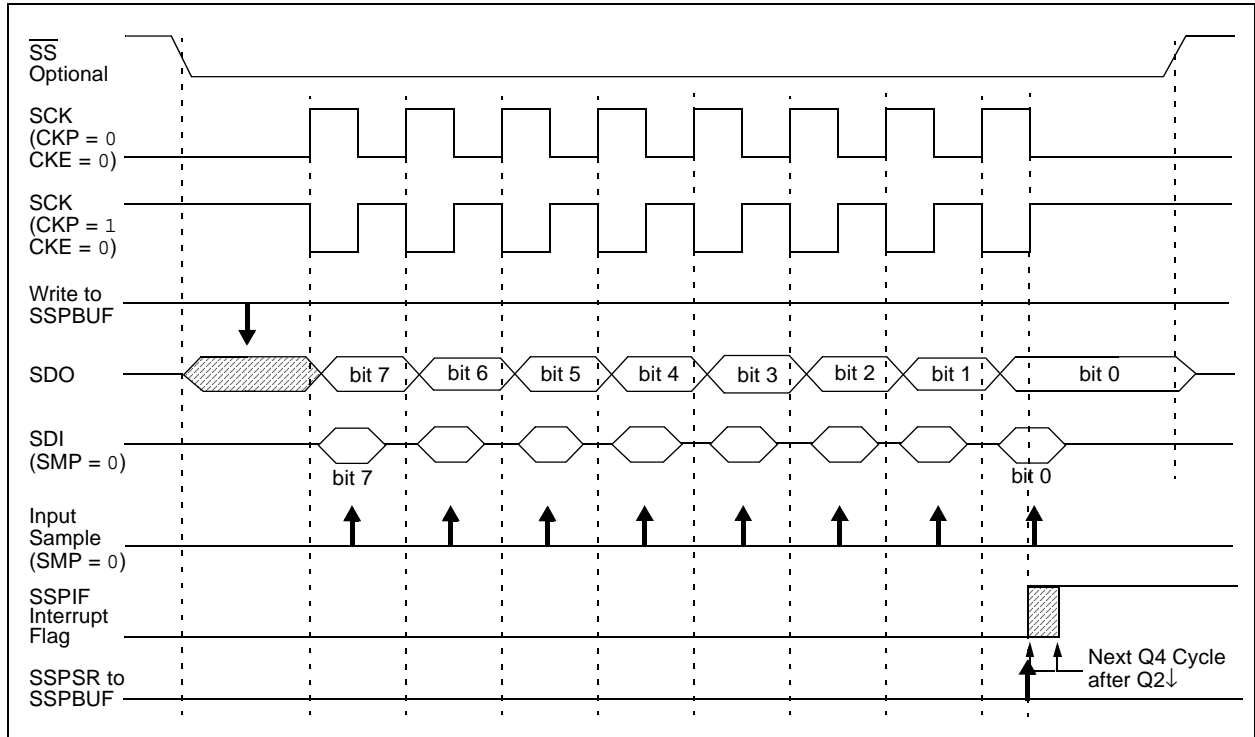 SS
Optional
SCK
(CKP = 0
CKE = 0)
SCK
(CKP = 1
CKE = 0)
Write to
SSPBUF
SDO
bit 7 bit 6 bit 5 bit 4 bit 3 bit 2 bit 1 bit 0
SDI
(SMP = 0)
bit 7 bit 0
Input
Sample
(SMP = 0)
SSPIF
Interrupt
Flag
Next Q4 Cycle
after Q2↓
SSPSR to
SSPBUF